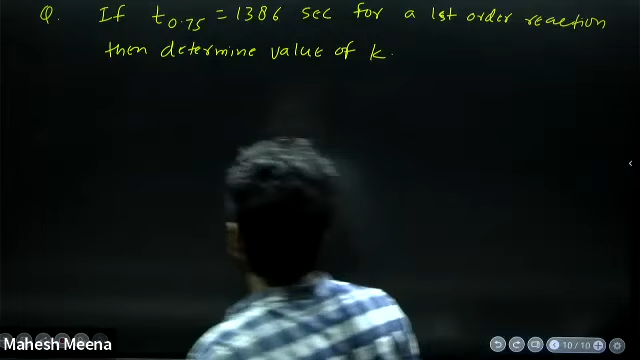 Q. If t0.75 = 1386 sec for a 1st order reaction
then determine value of k.
Mahesh Meena
10 / 10